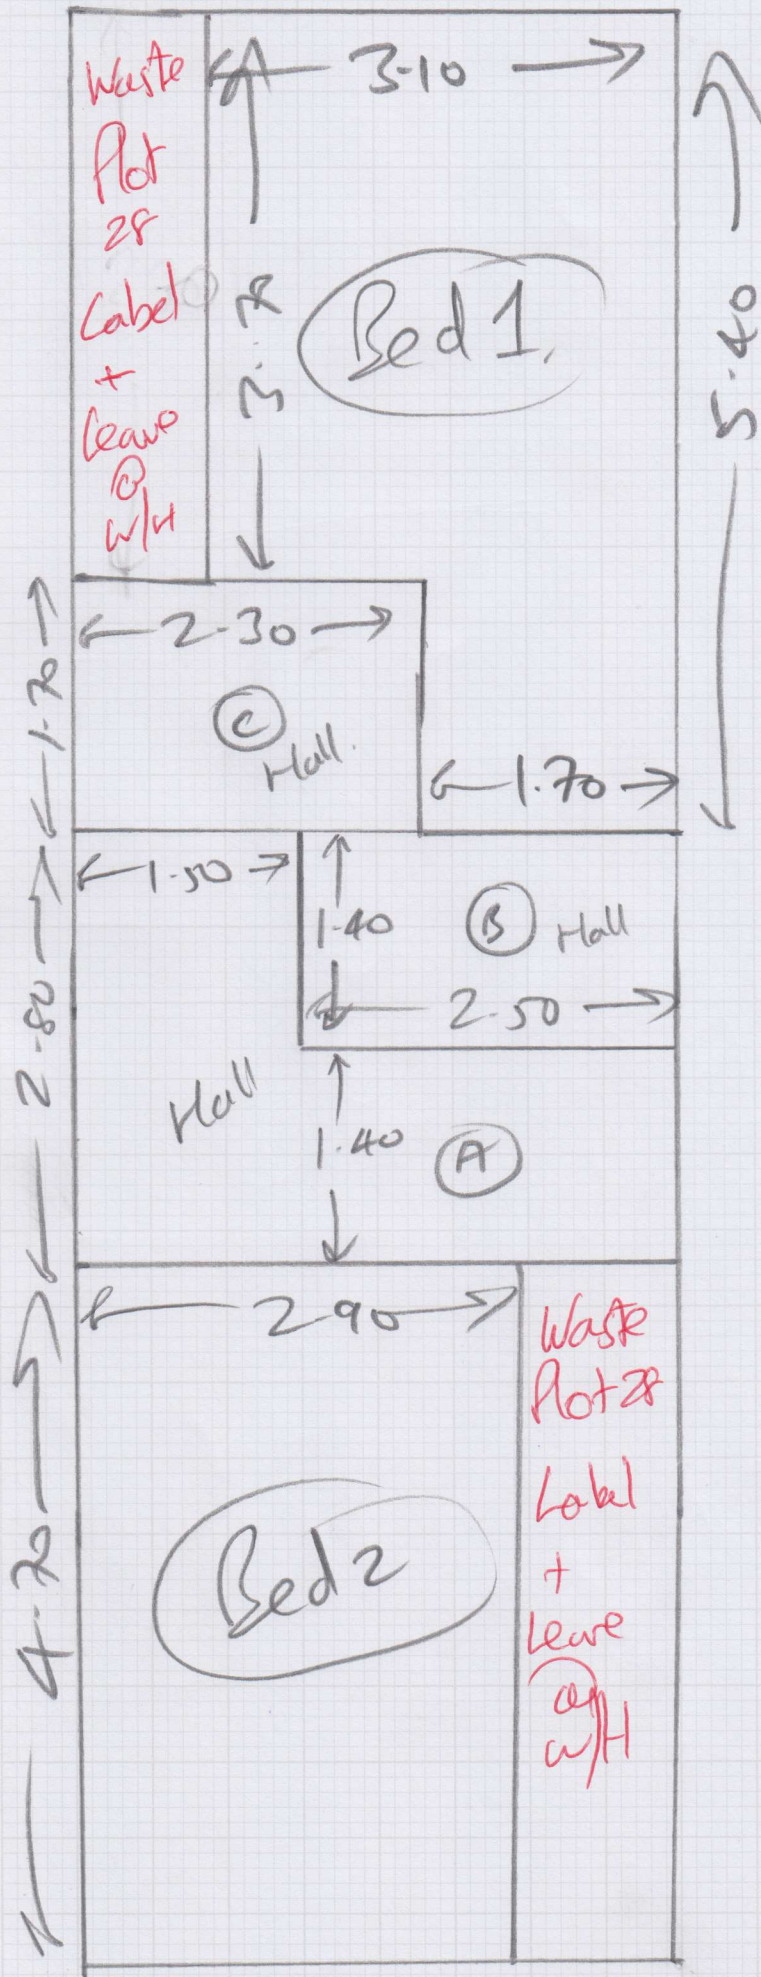 Waste
Plot
28
Label
+
Leave
@
W/H
3.10
5.40
Bed 1.
2.30
1.70
C
Hall.
1.70
1.50
1.40
B
Hall
2.50
2.80
Hall
1.40
A
2.90
Waste
Plot 28
Label
+
Leave
@
W/H
4.70
Bed 2